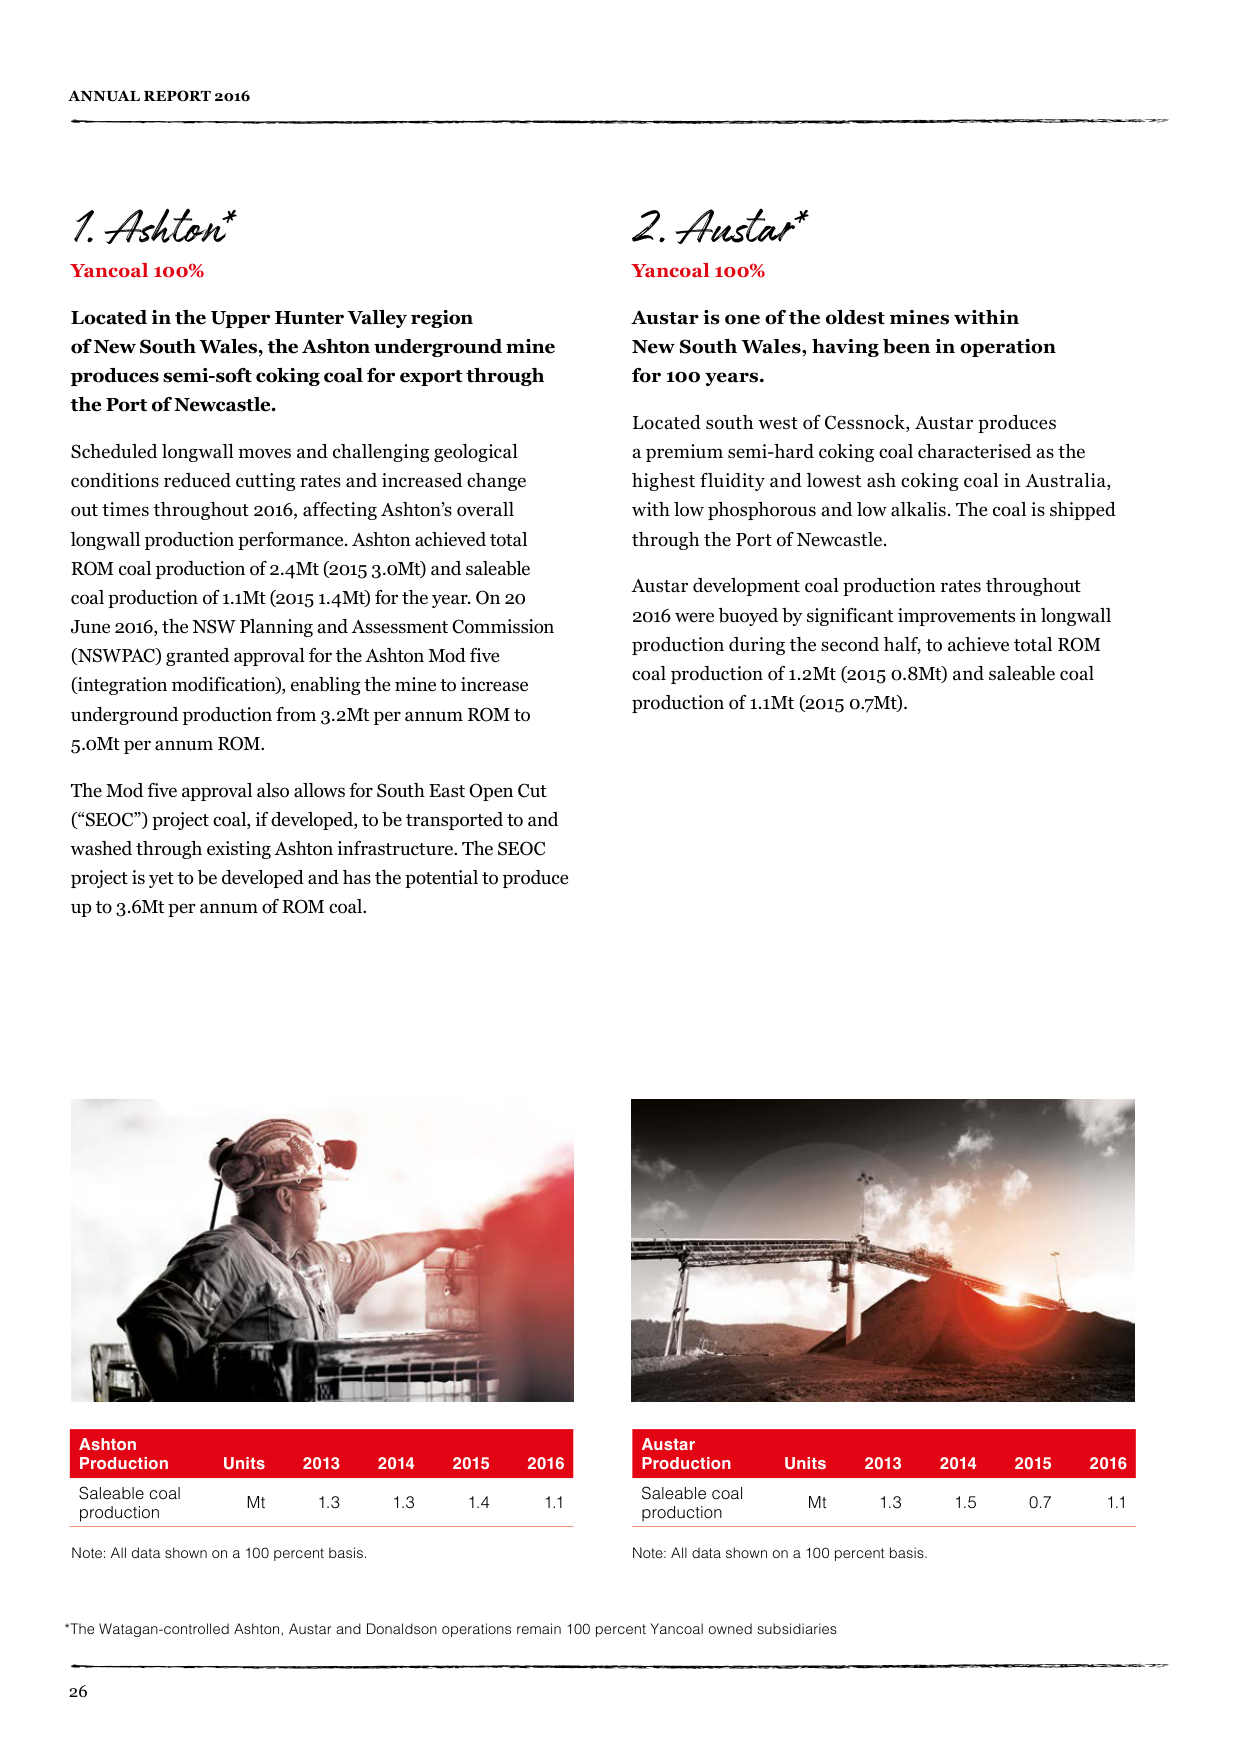 ANNUAL REPORT 2016
1. Ashton*
Yancoal 100%
Located in the Upper Hunter Valley region
of New South Wales, the Ashton underground mine
produces semi-soft coking coal for export through
the Port of Newcastle.
Scheduled longwall moves and challenging geological
conditions reduced cutting rates and increased change
out times throughout 2016, affecting Ashton’s overall
longwall production performance. Ashton achieved total
ROM coal production of 2.4Mt (2015 3.0Mt) and saleable
coal production of 1.1Mt (2015 1.4Mt) for the year. On 20
June 2016, the NSW Planning and Assessment Commission
(NSWPAC) granted approval for the Ashton Mod five
(integration modification), enabling the mine to increase
underground production from 3.2Mt per annum ROM to
5.0Mt per annum ROM.
The Mod five approval also allows for South East Open Cut
(“SEOC”) project coal, if developed, to be transported to and
washed through existing Ashton infrastructure. The SEOC
project is yet to be developed and has the potential to produce
up to 3.6Mt per annum of ROM coal.
2. Austar*
Yancoal 100%
Austar is one of the oldest mines within
New South Wales, having been in operation
for 100 years.
Located south west of Cessnock, Austar produces
a premium semi-hard coking coal characterised as the
highest fluidity and lowest ash coking coal in Australia,
with low phosphorous and low alkalis. The coal is shipped
through the Port of Newcastle.
Austar development coal production rates throughout
2016 were buoyed by significant improvements in longwall
production during the second half, to achieve total ROM
coal production of 1.2Mt (2015 0.8Mt) and saleable coal
production of 1.1Mt (2015 0.7Mt).
Ashton
Production Units 2013 2014 2015 2016
Saleable coal
production Mt 1.3 1.3 1.4 1.1
Note: All data shown on a 100 percent basis.
Austar
Production Units 2013 2014 2015 2016
Saleable coal
production Mt 1.3 1.5 0.7 1.1
Note: All data shown on a 100 percent basis.
*The Watagan-controlled Ashton, Austar and Donaldson operations remain 100 percent Yancoal owned subsidiaries
26